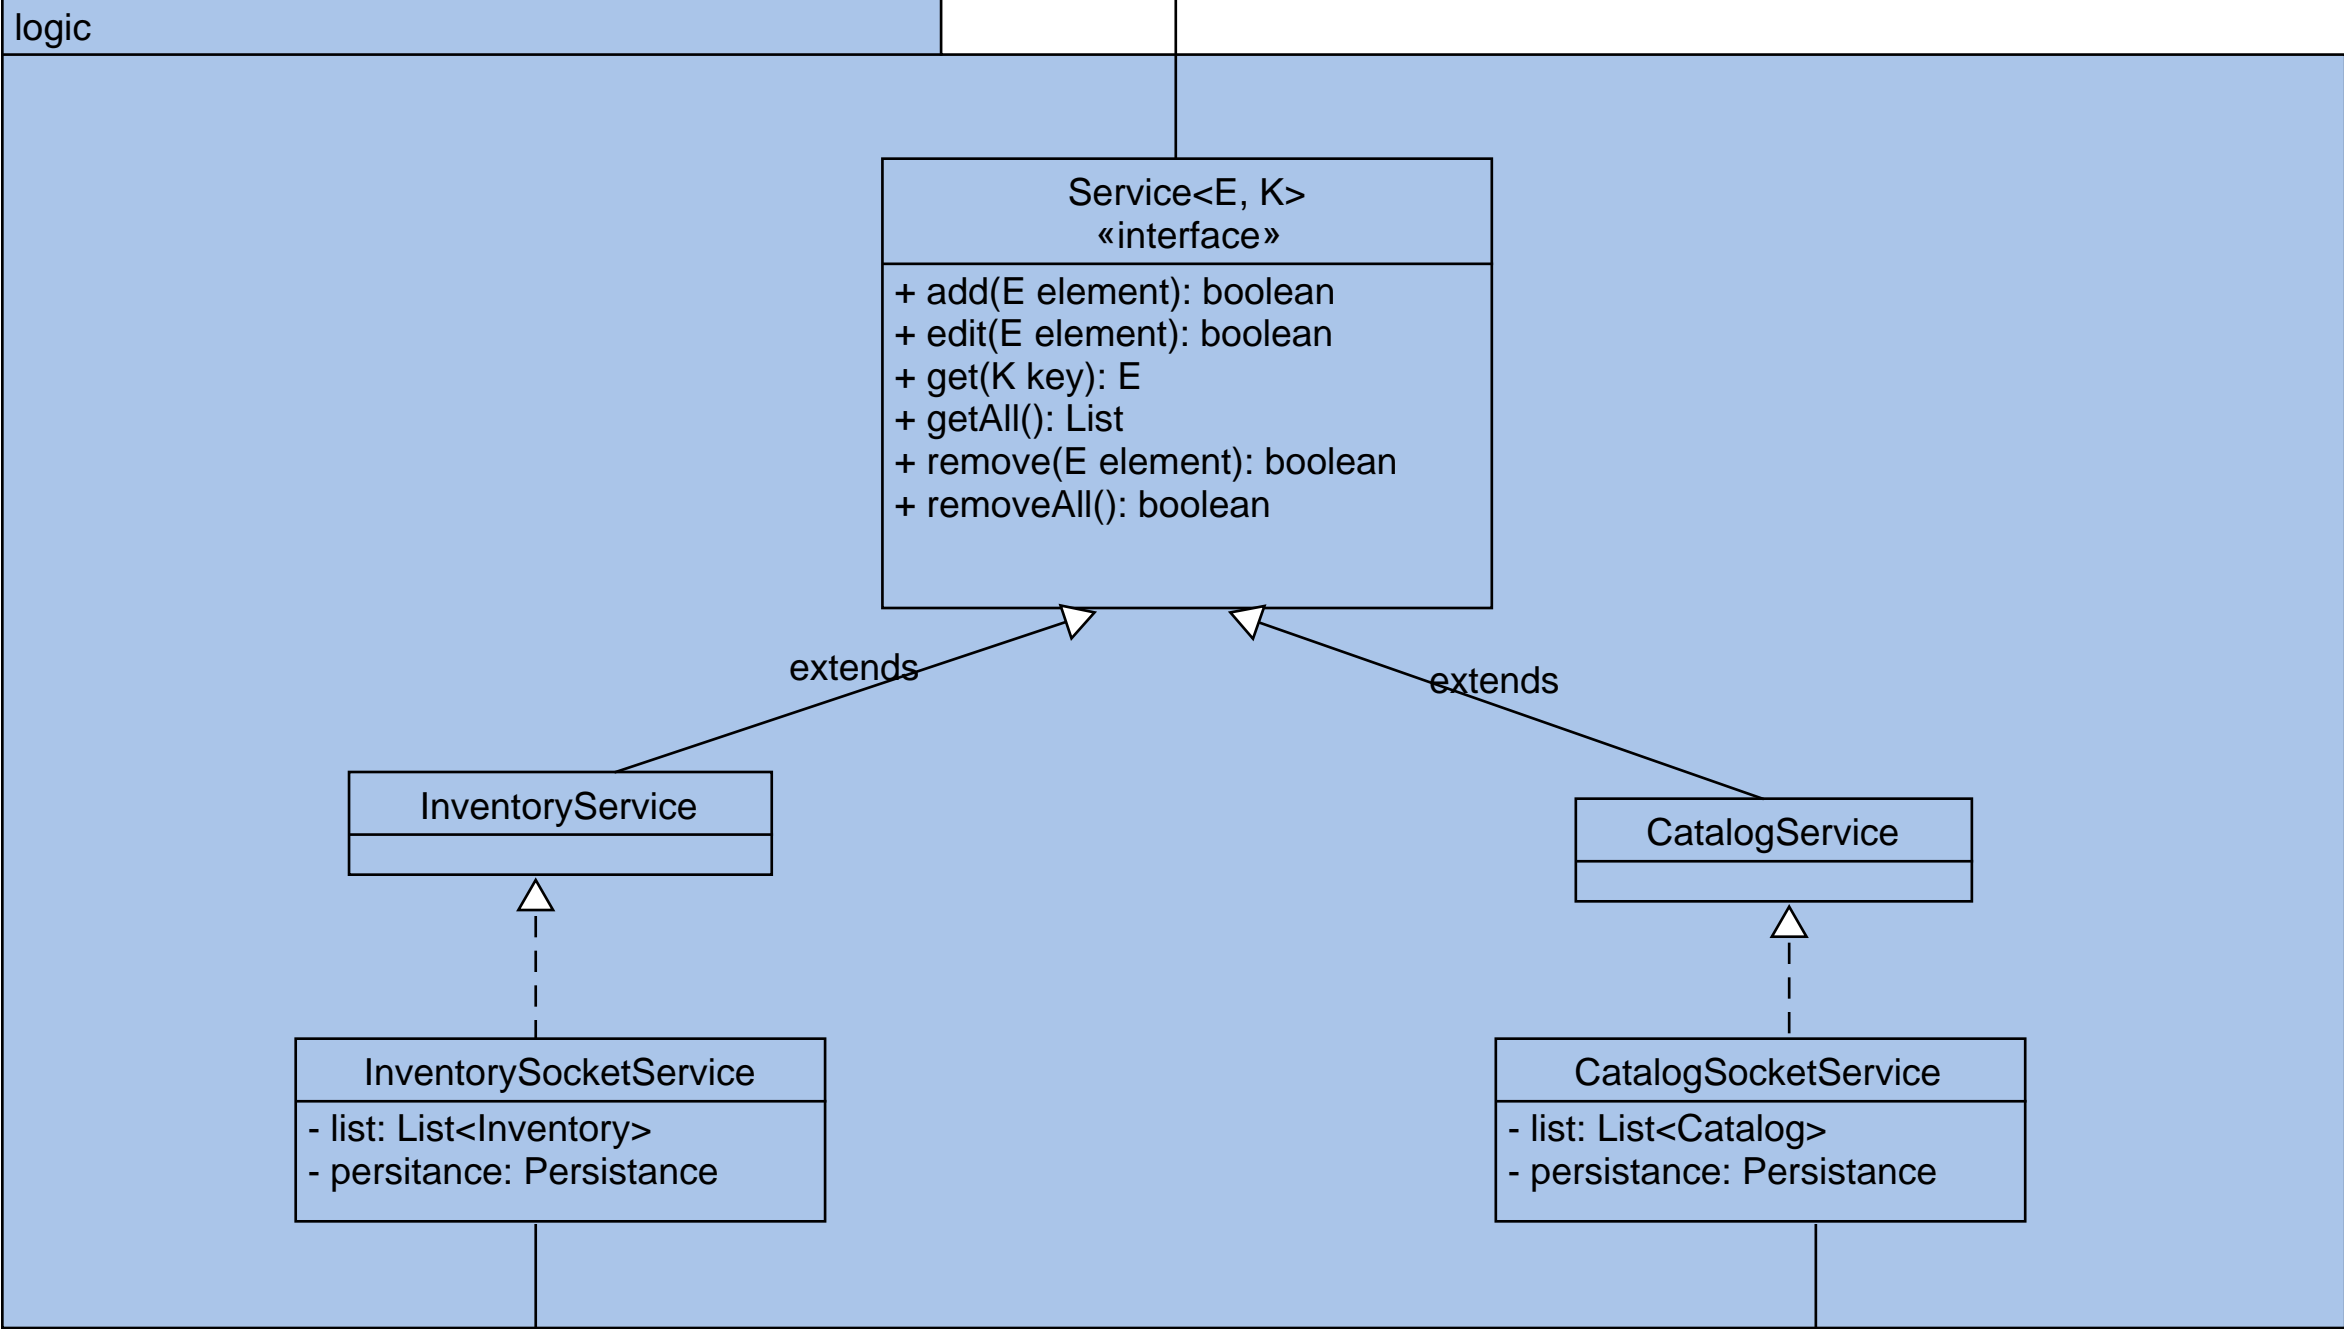 logic
Service<E, K>
«interface»
+ add(E element): boolean
+ edit(E element): boolean
+ get(K key): E
+ getAll(): List
+ remove(E element): boolean
+ removeAll(): boolean
extends
extends
InventoryService
CatalogService
InventorySocketService
- list: List<Inventory>
- persitance: Persistance
CatalogSocketService
- list: List<Catalog>
- persistance: Persistance